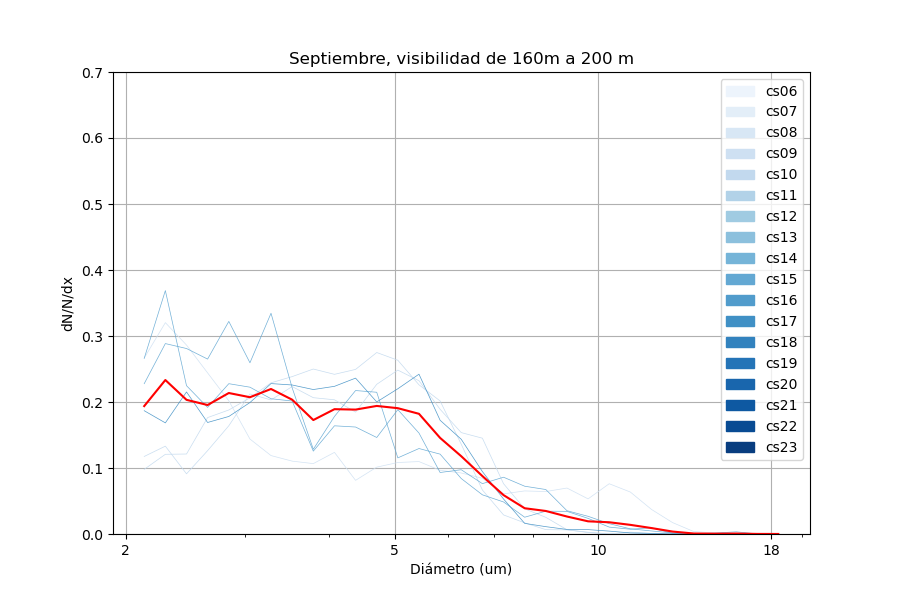 Septiembre, visibilidad de 160m a 200 m
dN/N/dx
0.7
0.6
0.5
0.4
0.3
0.2
0.1
0.0
2
5
10
18
Diámetro (um)
cs06
cs07
cs08
cs09
cs10
cs11
cs12
cs13
cs14
cs15
cs16
cs17
cs18
cs19
cs20
cs21
cs22
cs23